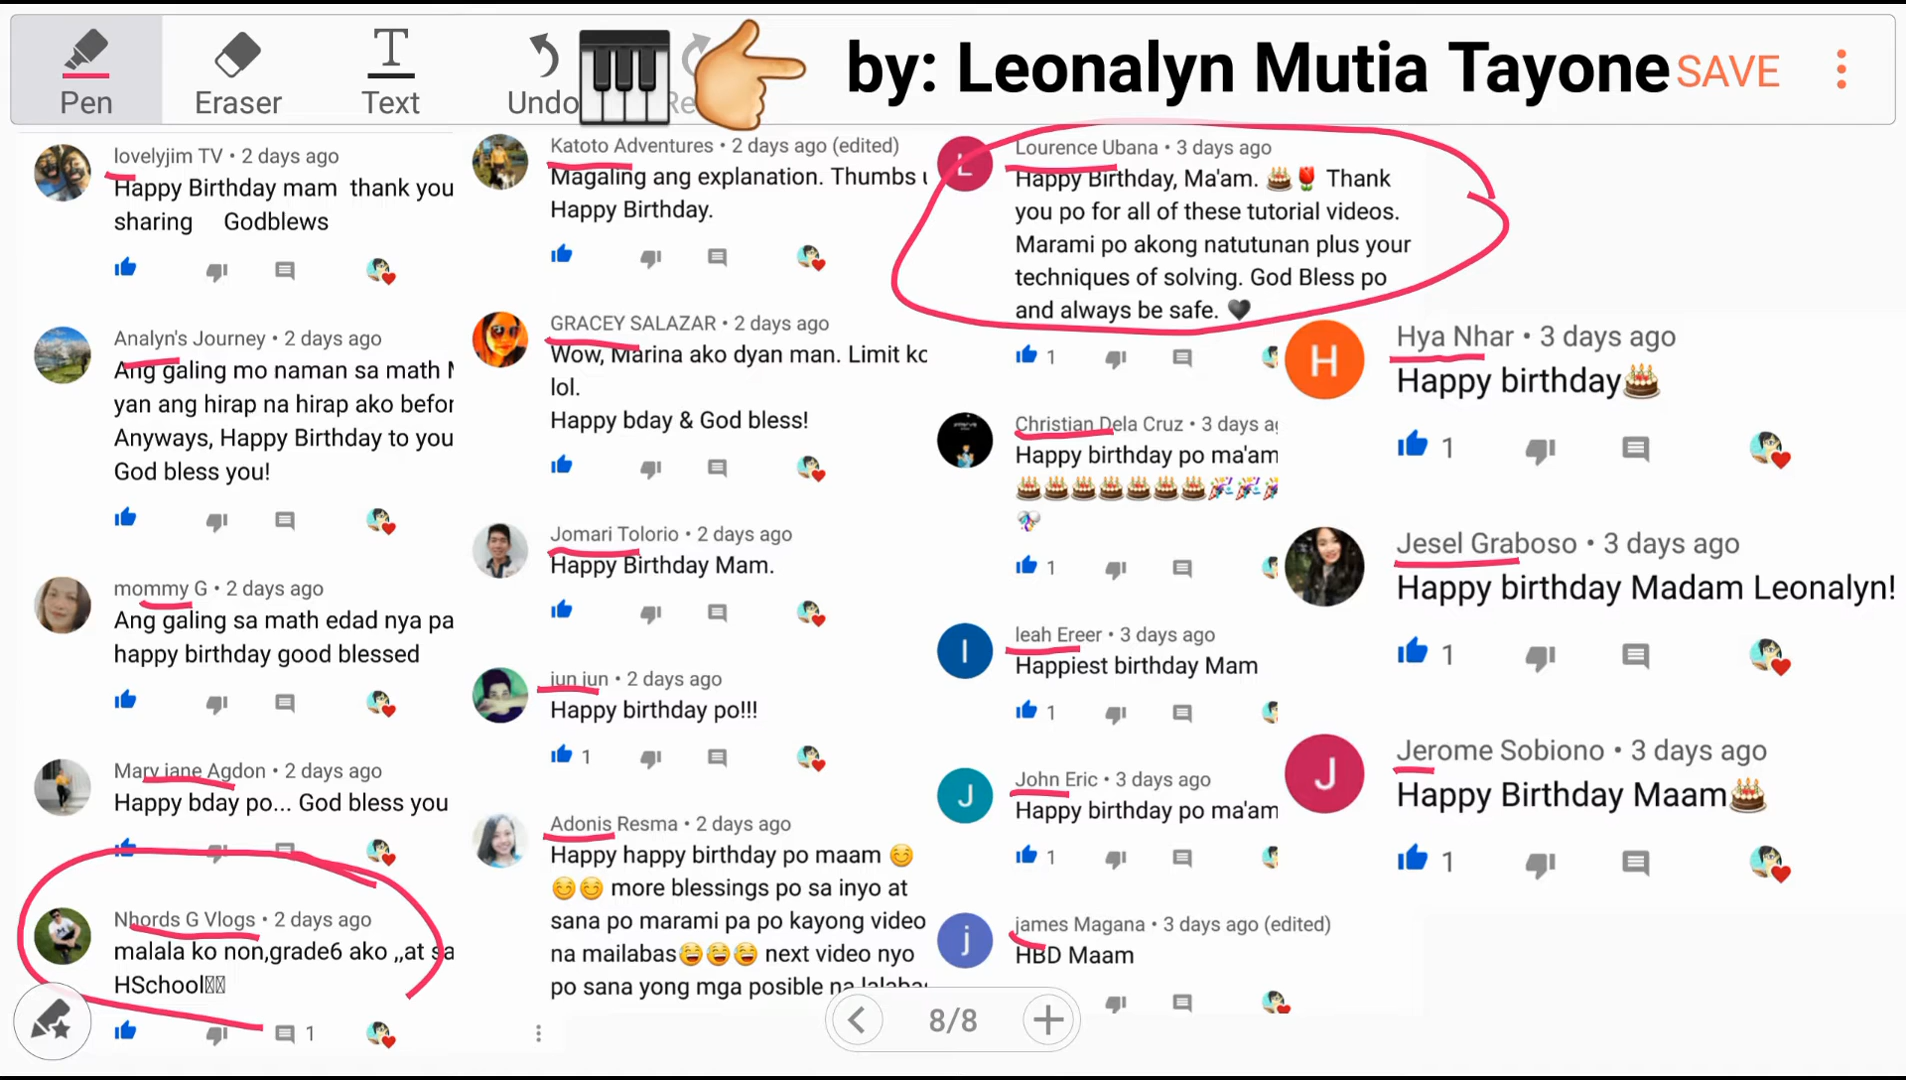 Pen
Eraser
Text
Undo
Re
by: Leonalyn Mutia Tayone
SAVE
lovelyjim TV • 2 days ago
Happy Birthday mam thank you
sharing Godblews
Analyn's Journey • 2 days ago
Ang galing mo naman sa math
yan ang hirap na hirap ako befor
Anyways, Happy Birthday to you
God bless you!
mommy G • 2 days ago
Ang galing sa math edad nya pa
happy birthday good blessed
Mary jane Agdon • 2 days ago
Happy bday po... God bless you
Nhords G Vlogs • 2 days ago
malala ko non,grade6 ako ,,at sa
HSchool
1
Katoto Adventures • 2 days ago (edited)
Magaling ang explanation. Thumbs
Happy Birthday.
GRACEY SALAZAR • 2 days ago
Wow, Marina ako dyan man. Limit ko
lol.
Happy bday & God bless!
Jomari Tolorio • 2 days ago
Happy Birthday Mam.
jun jun • 2 days ago
Happy birthday po!!!
1
Adonis Resma • 2 days ago
Happy happy birthday po maam 😊
😊😊 more blessings po sa inyo at
sana po marami pa po kayong video
na mailabas😅😅😅 next video nyo
po sana yong mga posible na lalaba
L
Lourence Ubana • 3 days ago
Happy Birthday, Ma'am. 🎂🌹 Thank
you po for all of these tutorial videos.
Marami po akong natutunan plus your
techniques of solving. God Bless po
and always be safe. 🖤
1
Christian Dela Cruz • 3 days ag
Happy birthday po ma'am
🎂🎂🎂🎂🎂🎂🎂🎉🎉🎉
🎊
1
l
leah Ereer • 3 days ago
Happiest birthday Mam
1
J
John Eric • 3 days ago
Happy birthday po ma'am
1
j
james Magana • 3 days ago (edited)
HBD Maam
H
Hya Nhar • 3 days ago
Happy birthday🎂
1
Jesel Graboso • 3 days ago
Happy birthday Madam Leonalyn!
1
J
Jerome Sobiono • 3 days ago
Happy Birthday Maam🎂
1
8/8